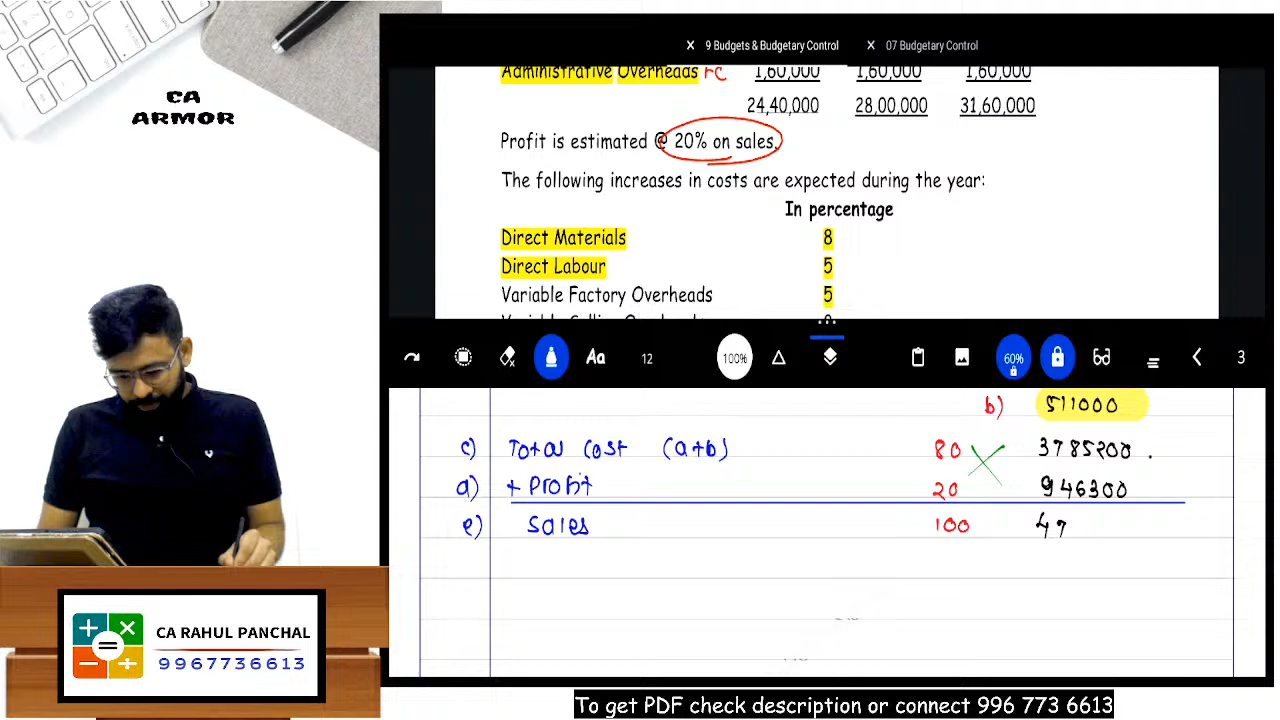 CA
ARMOR
9 Budgets & Budgetary Control
07 Budgetary Control
Administrative Overheads FC 1,60,000 1,60,000 1,60,000
24,40,000 28,00,000 31,60,000
Profit is estimated @ 20% on sales.
The following increases in costs are expected during the year:
In percentage
Direct Materials 8
Direct Labour 5
Variable Factory Overheads 5
Aa 12 100% 60% 3
b) 511000
c) Total Cost (a+b) 80 3785200
d) + Profit 20 946300
e) Sales 100 47
CA RAHUL PANCHAL
9967736613
To get PDF check description or connect 996 773 6613